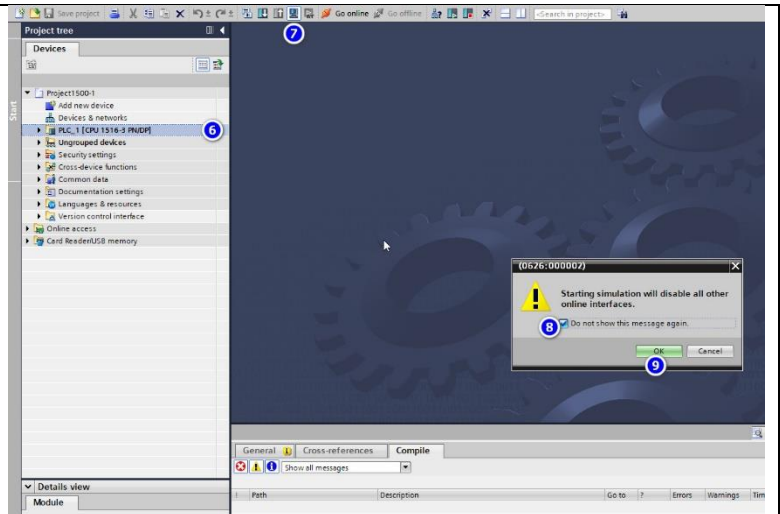 Save project
Go online
Go offline
<Search in project>
7
Start
Project tree
Devices
Project1500-1
Add new device
Devices & networks
PLC_1 [CPU 1516-3 PN/DP]
6
Ungrouped devices
Security settings
Cross-device functions
Common data
Documentation settings
Languages & resources
Version control interface
Online access
Card Reader/USB memory
(0626:000002)
Starting simulation will disable all other
online interfaces.
8
Do not show this message again.
OK
Cancel
9
General
Cross-references
Compile
Show all messages
! Path Description Go to ? Errors Warnings Tim
Details view
Module